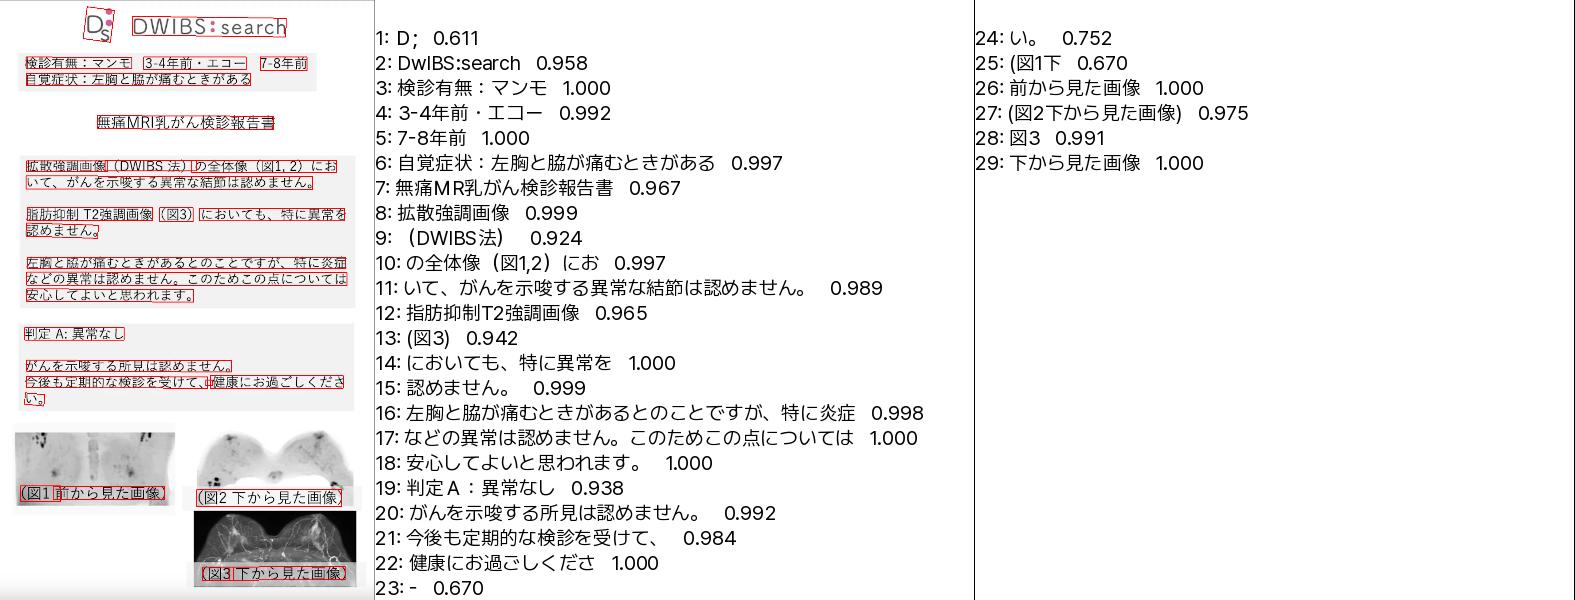 Ds DWIBS:search
検診有無：マンモ 3-4年前・エコー 7-8年前
自覚症状：左胸と脇が痛むときがある
無痛MRI乳がん検診報告書
拡散強調画像（DWIBS 法）の全体像（図1, 2）にお
いて、がんを示唆する異常な結節は認めません。
脂肪抑制 T2強調画像（図3）においても、特に異常を
認めません。
左胸と脇が痛むときがあるとのことですが、特に炎症
などの異常は認めません。このためこの点については
安心してよいと思われます。
判定 A: 異常なし
がんを示唆する所見は認めません。
今後も定期的な検診を受けて、健康にお過ごしくださ
い。
(図1 前から見た画像)
(図2 下から見た画像)
(図3 下から見た画像)
1: D； 0.611
2: DwIBS:search 0.958
3: 検診有無：マンモ 1.000
4: 3-4年前・エコー 0.992
5: 7-8年前 1.000
6: 自覚症状：左胸と脇が痛むときがある 0.997
7: 無痛MR乳がん検診報告書 0.967
8: 拡散強調画像 0.999
9: （DWIBS法） 0.924
10: の全体像（図1,2）にお 0.997
11: いて、がんを示唆する異常な結節は認めません。 0.989
12: 脂肪抑制T2強調画像 0.965
13: (図3) 0.942
14: においても、特に異常を 1.000
15: 認めません。 0.999
16: 左胸と脇が痛むときがあるとのことですが、特に炎症 0.998
17: などの異常は認めません。このためこの点については 1.000
18: 安心してよいと思われます。 1.000
19: 判定A：異常なし 0.938
20: がんを示唆する所見は認めません。 0.992
21: 今後も定期的な検診を受けて、 0.984
22: 健康にお過ごしくださ 1.000
23: - 0.670
24: い。 0.752
25: (図1下 0.670
26: 前から見た画像 1.000
27: (図2下から見た画像) 0.975
28: 図3 0.991
29: 下から見た画像 1.000